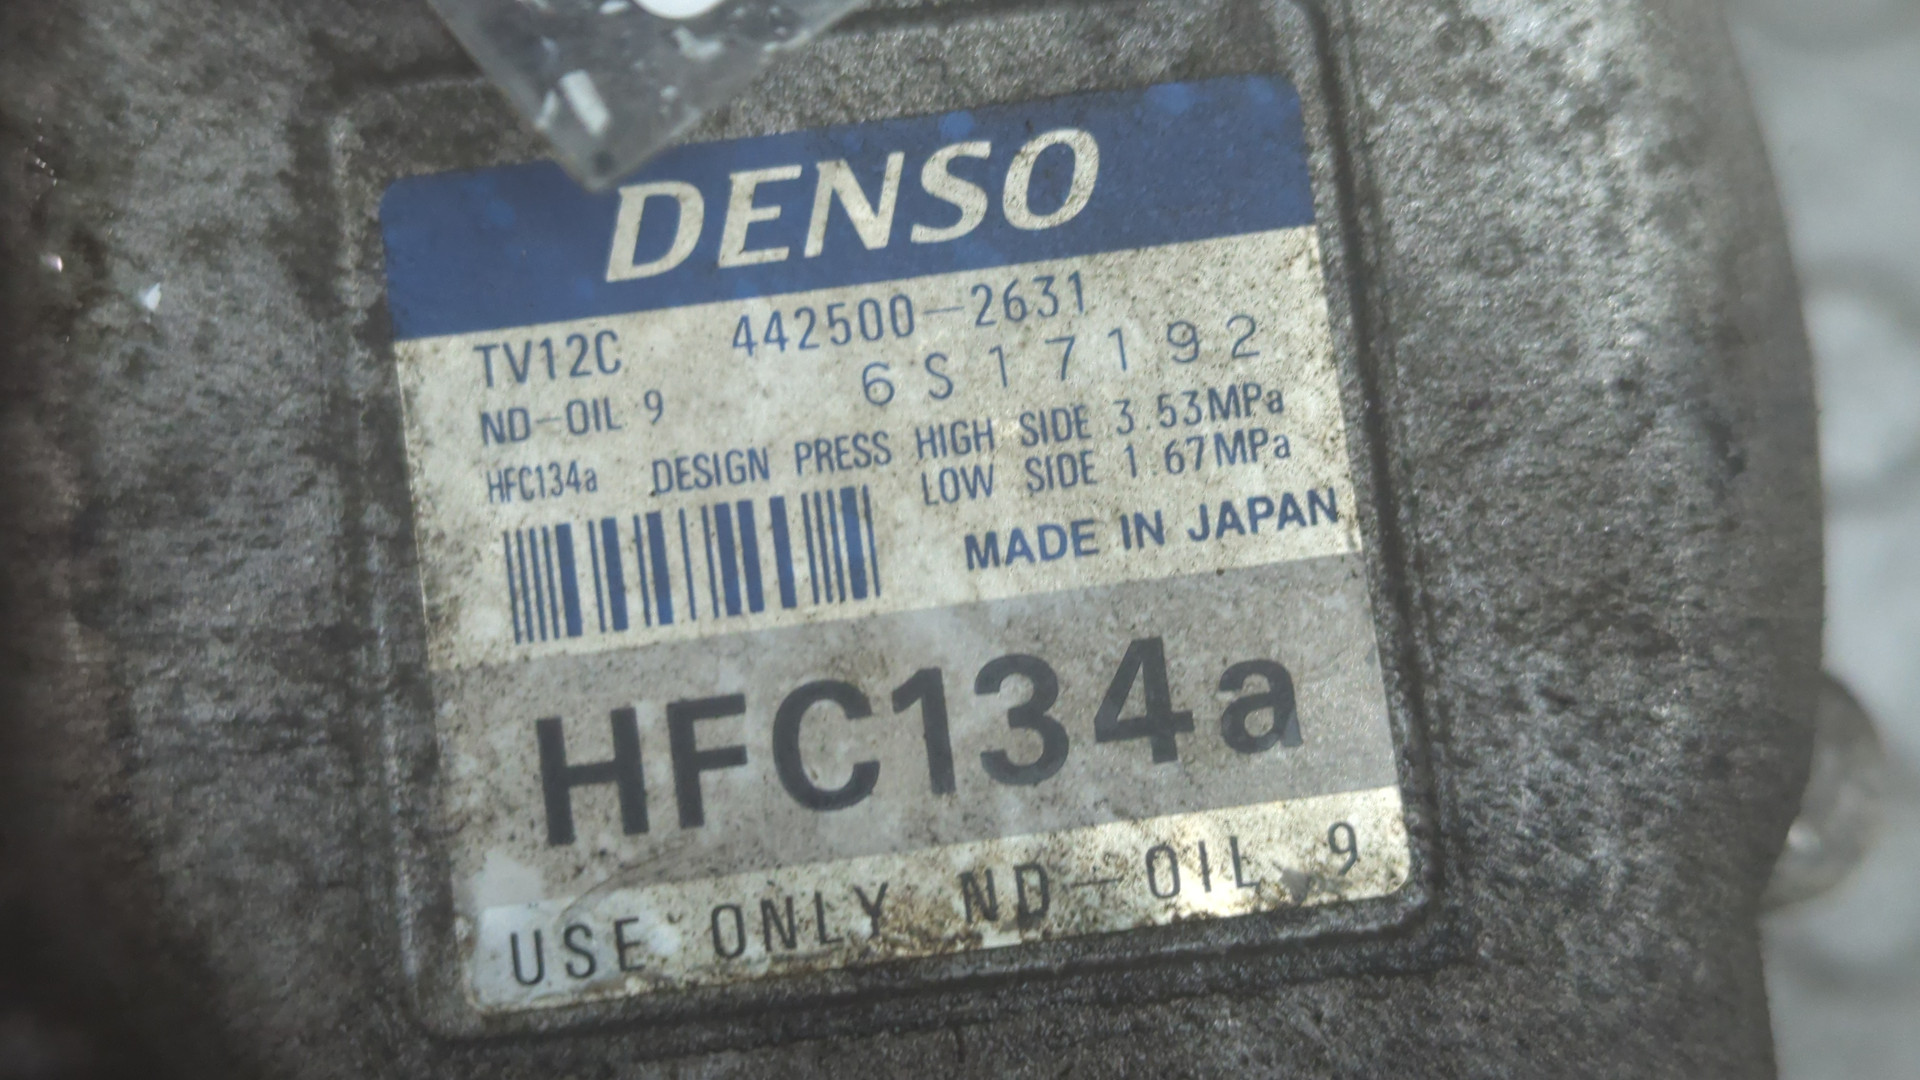 DENSO
TV12C 442500-2631
ND-OIL 9 6S17192
HFC134a DESIGN PRESS HIGH SIDE 3.53MPa
LOW SIDE 1.67MPa
MADE IN JAPAN
HFC134a
USE ONLY ND-OIL 9